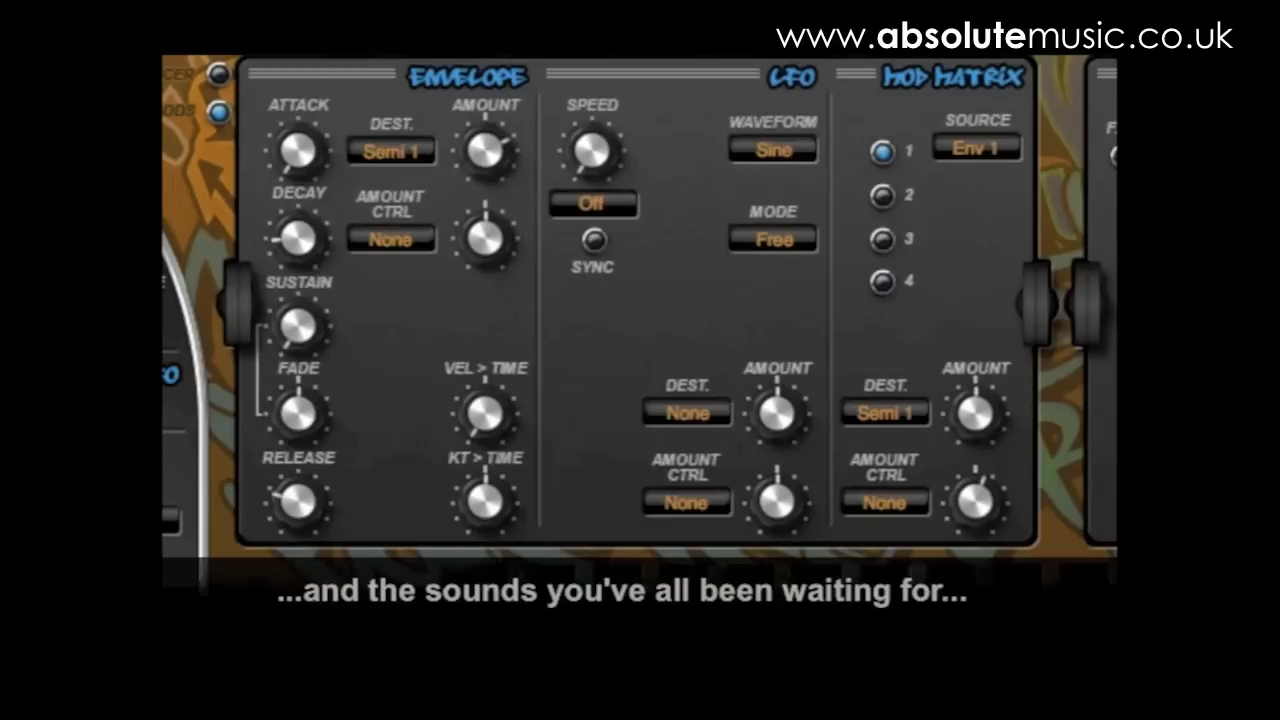 www.absolutemusic.co.uk
CER
ODS
ENVELOPE
LFO
MOD MATRIX
ATTACK
DEST.
Semi 1
AMOUNT
DECAY
AMOUNT
CTRL
None
SUSTAIN
FADE
VEL > TIME
RELEASE
KT > TIME
SPEED
Off
SYNC
WAVEFORM
Sine
MODE
Free
DEST.
None
AMOUNT
AMOUNT
CTRL
None
1
2
3
4
SOURCE
Env 1
DEST.
Semi 1
AMOUNT
AMOUNT
CTRL
None
...and the sounds you've all been waiting for...